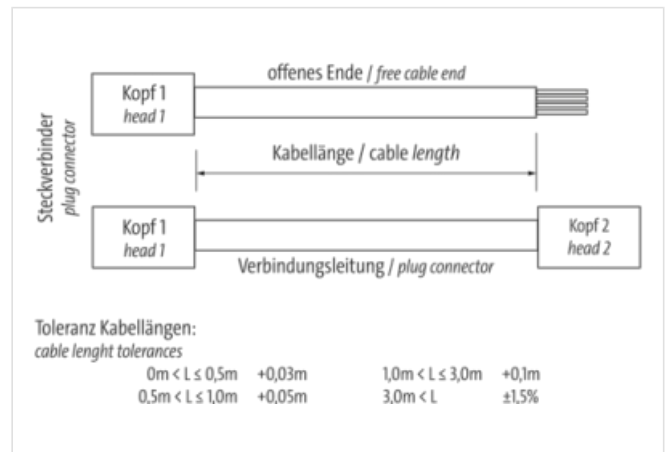 offenes Ende / free cable end
Kopf 1
head 1
Steckverbinder
plug connector
Kabellänge / cable length
Kopf 1
head 1
Kopf 2
head 2
Verbindungsleitung / plug connector
Toleranz Kabellängen:
cable lenght tolerances
0m < L ≤ 0,5m +0,03m 1,0m < L ≤ 3,0m +0,1m
0,5m < L ≤ 1,0m +0,05m 3,0m < L ±1,5%